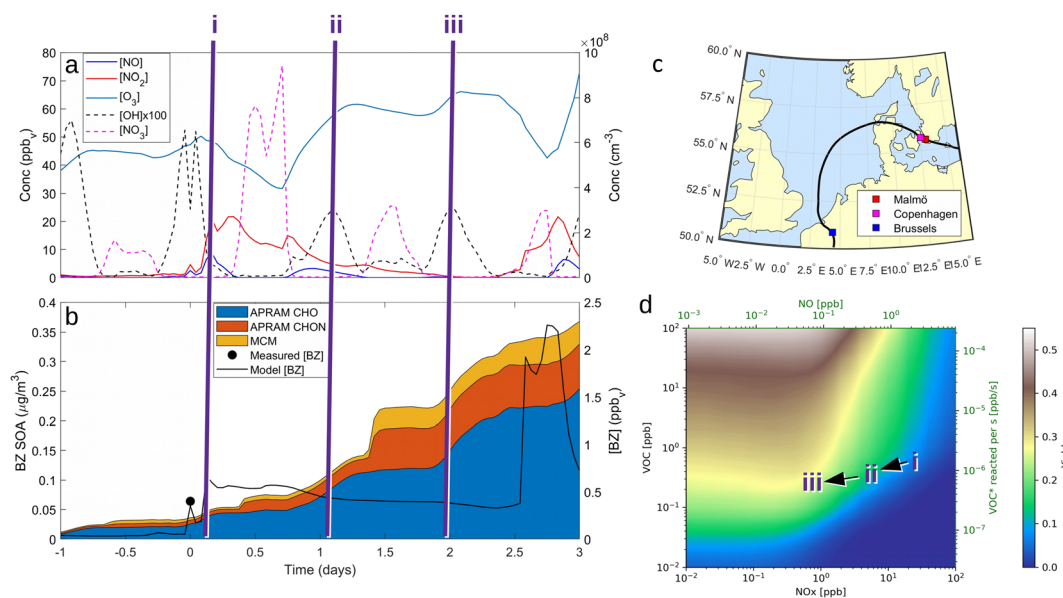 i ii iii
a
80
70
60
50
40
30
20
10
0
Conc (ppbv)
[NO]
[NO2]
[O3]
[OH]x100
[NO3]
×10^8
10
8
6
4
2
0
Conc (cm-3)
b
0.4
0.35
0.3
0.25
0.2
0.15
0.1
0.05
0
BZ SOA (μg/m3)
APRAM CHO
APRAM CHON
MCM
Measured [BZ]
Model [BZ]
2.5
2
1.5
1
0.5
0
[BZ] (ppbv)
-1 -0.5 0 0.5 1 1.5 2 2.5 3
Time (days)
c
60.0° N
57.5° N
55.0° N
52.5° N
50.0° N
5.0° W 2.5° W 0.0° 2.5° E 5.0° E 7.5° E 10.0° E 12.5° E 15.0° E
Malmö
Copenhagen
Brussels
d
NO [ppb]
10^-3 10^-2 10^-1 10^0 10^1
10^2
10^1
10^0
10^-1
10^-2
VOC [ppb]
i
ii
iii
10^-4
10^-5
10^-6
10^-7
VOC* reacted per s [ppb/s]
10^-2 10^-1 10^0 10^1 10^2
NOx [ppb]
0.5
0.4
0.3
0.2
0.1
0.0